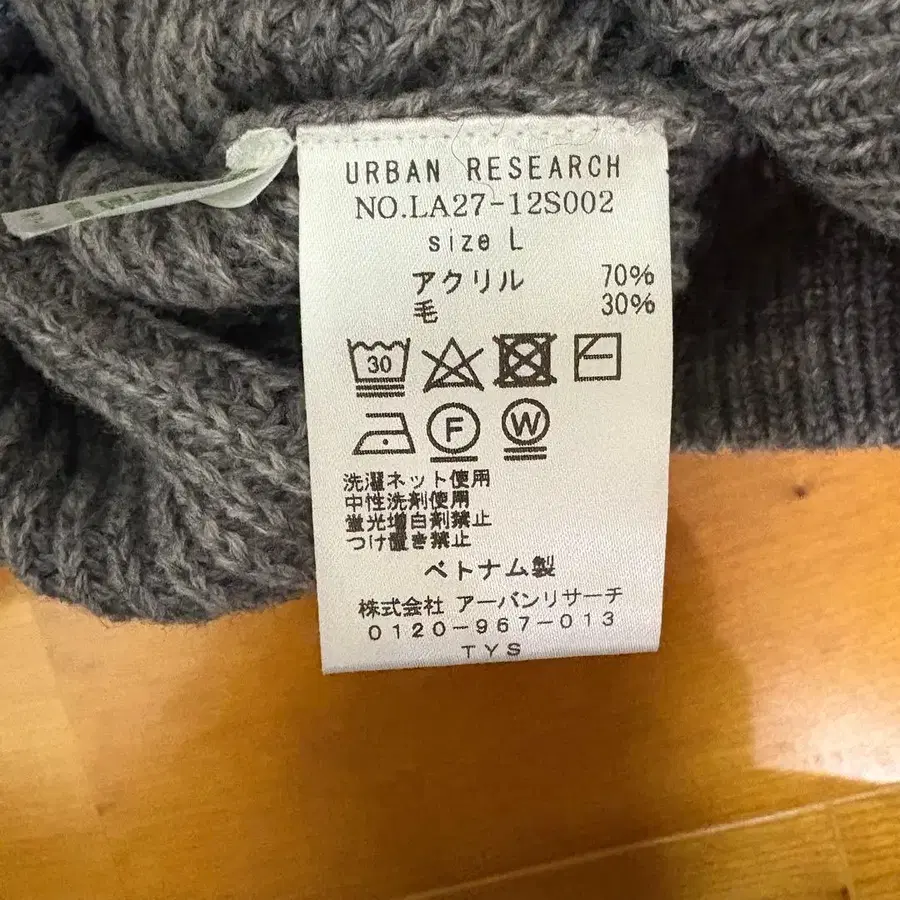 URBAN RESEARCH
NO.LA27-12S002
size L
アクリル 70%
毛 30%
30
F W
洗濯ネット使用
中性洗剤使用
蛍光増白剤禁止
つけ置き禁止
ベトナム製
株式会社 アーバンリサーチ
0120-967-013
TYS